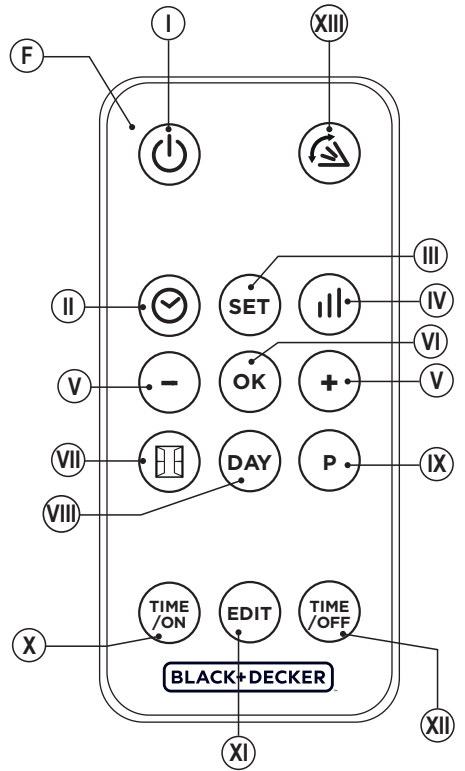 I
XIII
F
III
II
SET
IV
VI
V
-
OK
+
V
VII
DAY
P
IX
VIII
TIME
/ON
EDIT
TIME
/OFF
X
BLACK+DECKER
XI
XII